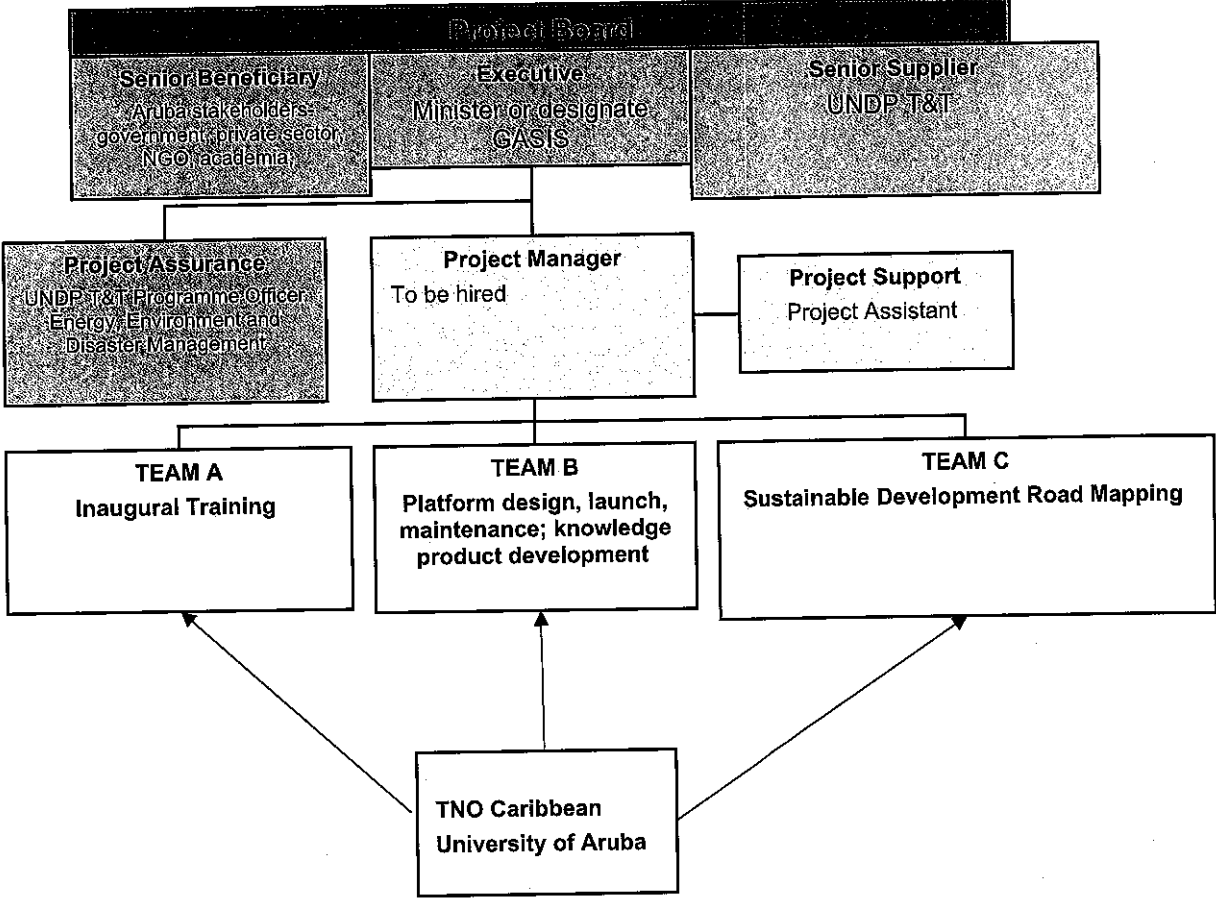 Project Board
Senior Beneficiary
Aruba stakeholders:
government, private sector,
NGO, academia,
Executive
Minister or designate
GASIS
Senior Supplier
UNDP T&T
Project Assurance
UNDP T&T Programme Officer
Energy, Environment and
Disaster Management
Project Manager
To be hired
Project Support
Project Assistant
TEAM A
Inaugural Training
TEAM B
Platform design, launch,
maintenance; knowledge
product development
TEAM C
Sustainable Development Road Mapping
TNO Caribbean
University of Aruba